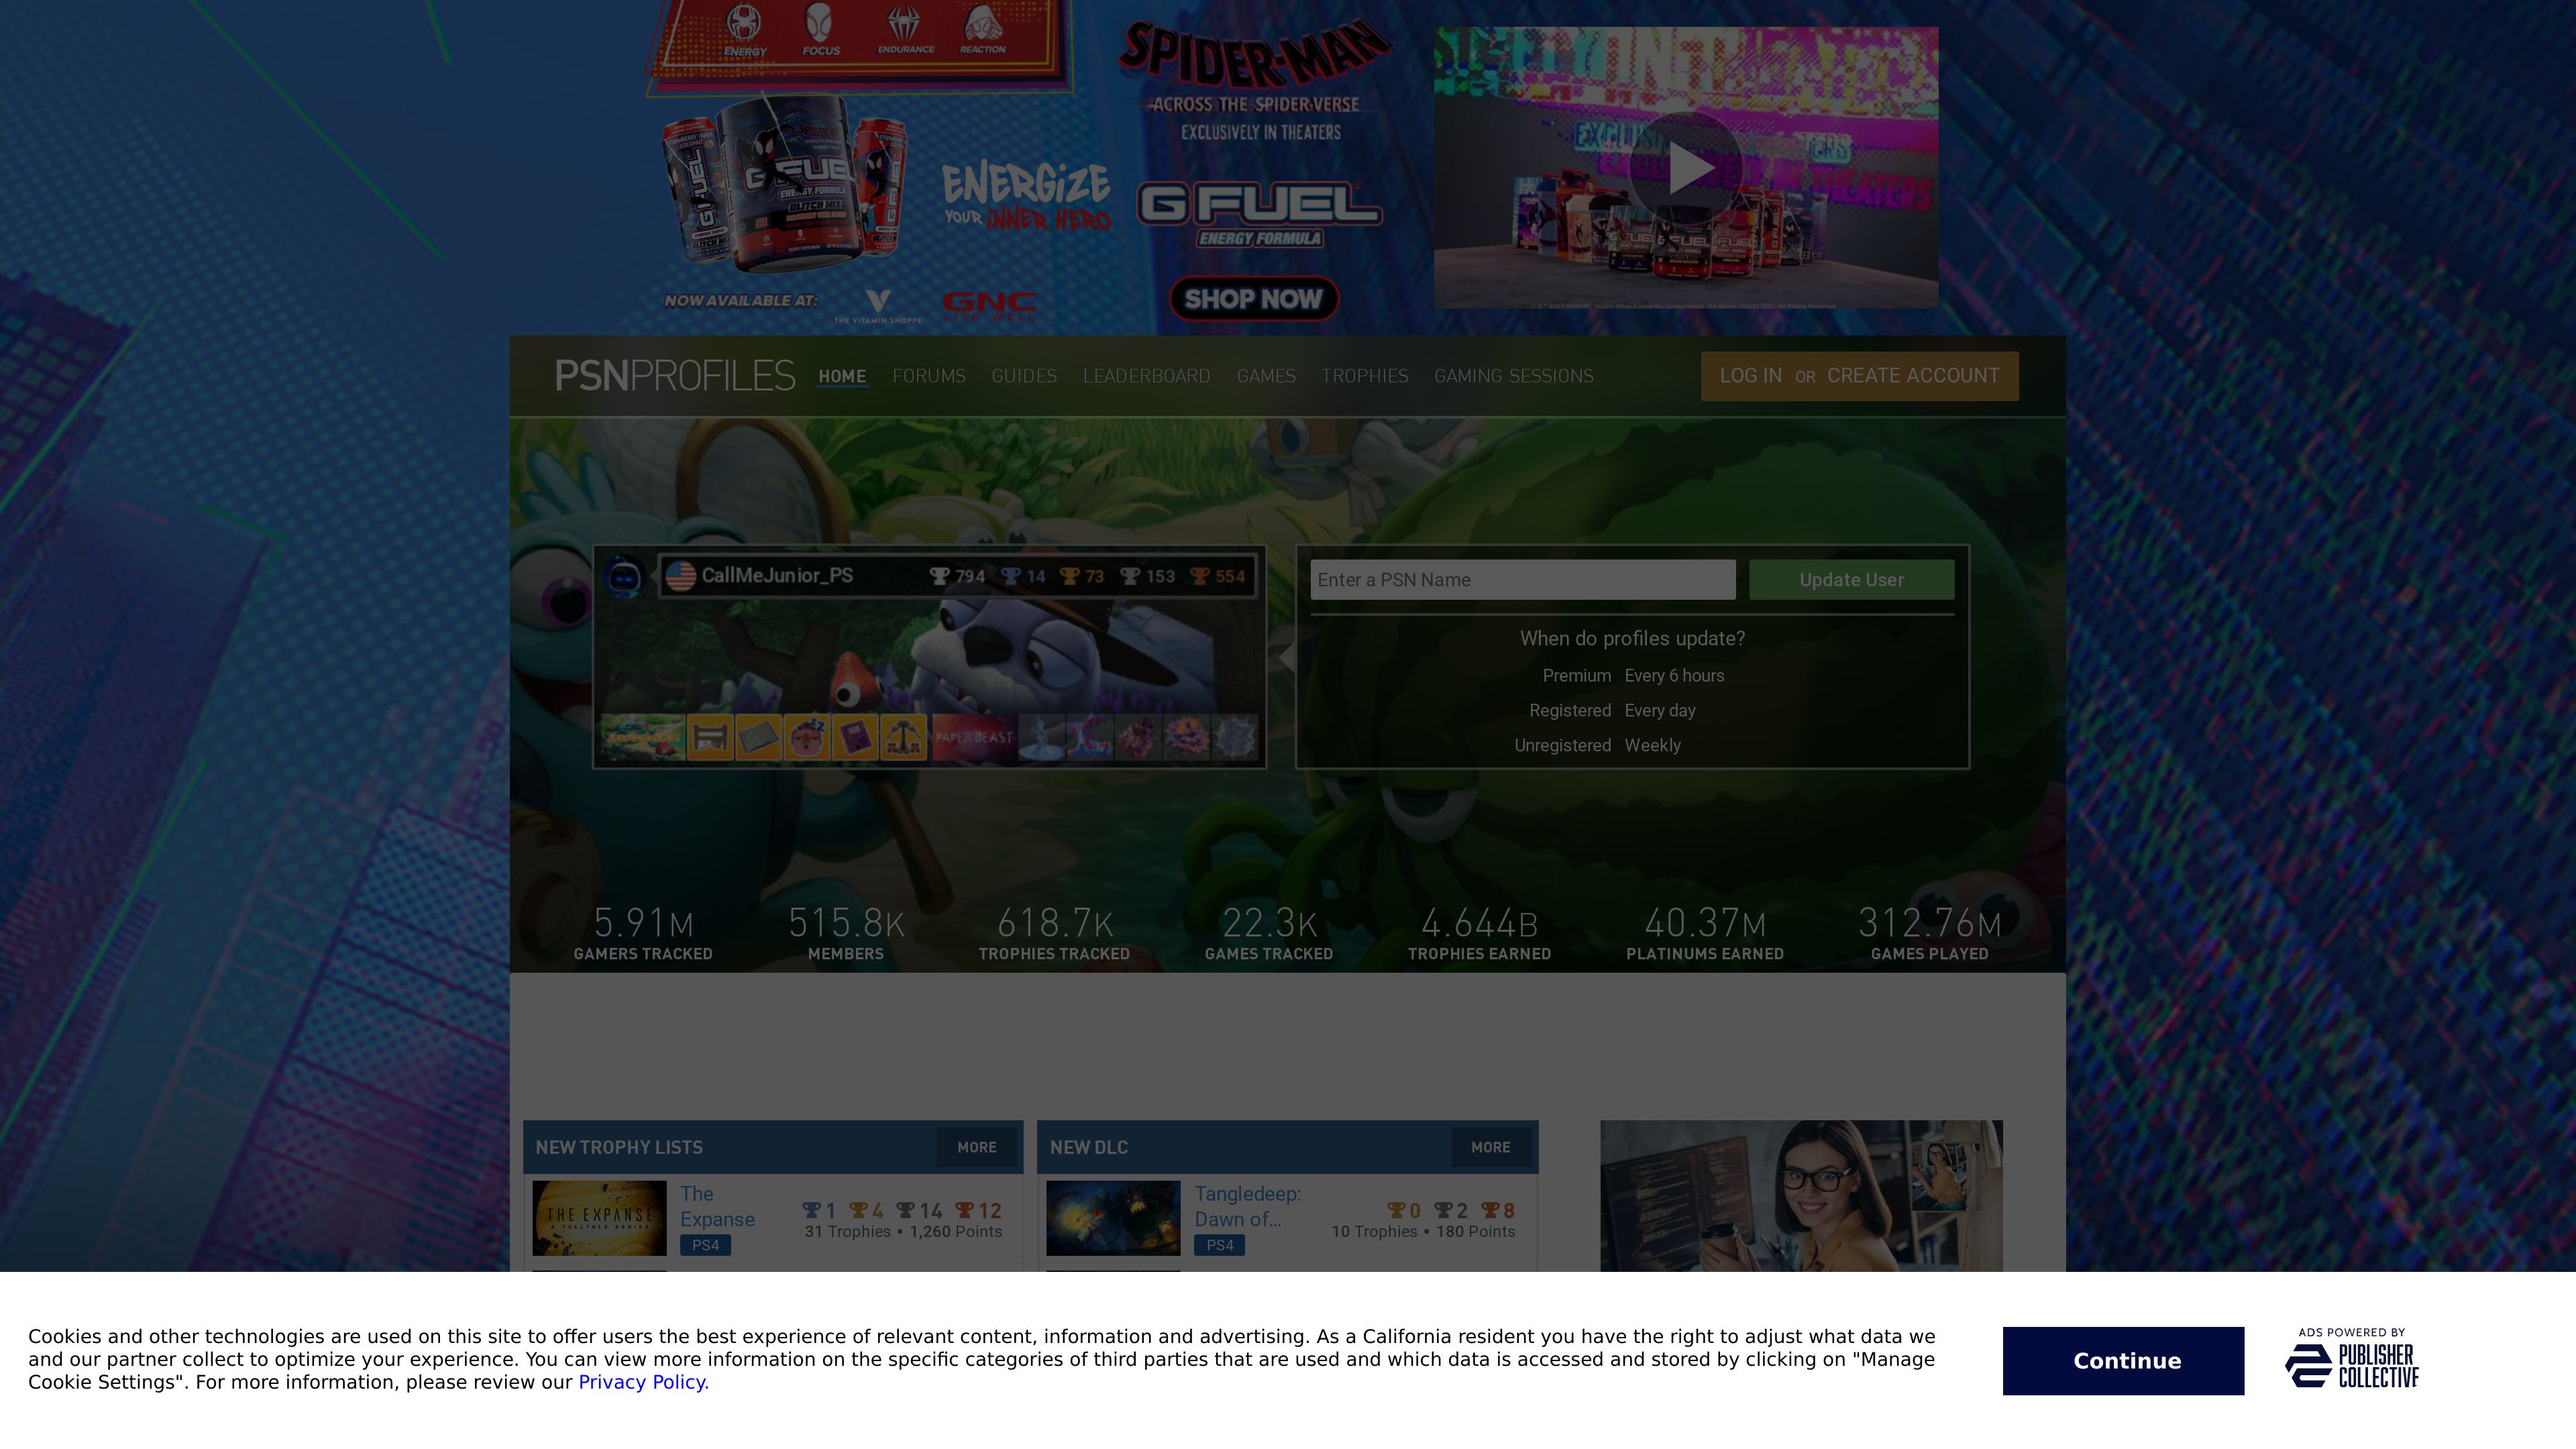 ENERGY
FOCUS
ENDURANCE
REACTION
SPIDER-MAN
ACROSS THE SPIDER-VERSE
EXCLUSIVELY IN THEATERS
G FUEL
ENERGY FORMULA
GLITCH MIX
ENERGIZE
YOUR INNER HERO
G FUEL
ENERGY FORMULA
NOW AVAILABLE AT:
THE VITAMIN SHOPPE
GNC
LIVE WELL
SHOP NOW
PSNPROFILES
HOME
FORUMS
GUIDES
LEADERBOARD
GAMES
TROPHIES
GAMING SESSIONS
LOG IN OR CREATE ACCOUNT
CallMeJunior_PS
794
14
73
153
554
PAPER BEAST
Enter a PSN Name
Update User
When do profiles update?
Premium Every 6 hours
Registered Every day
Unregistered Weekly
5.91M
GAMERS TRACKED
515.8K
MEMBERS
618.7K
TROPHIES TRACKED
22.3K
GAMES TRACKED
4.644B
TROPHIES EARNED
40.37M
PLATINUMS EARNED
312.76M
GAMES PLAYED
NEW TROPHY LISTS
MORE
THE EXPANSE
A TELLTALE SERIES
The
Expanse
PS4
1 4 14 12
31 Trophies • 1,260 Points
NEW DLC
MORE
Tangledeep:
Dawn of...
PS4
0 2 8
10 Trophies • 180 Points
Cookies and other technologies are used on this site to offer users the best experience of relevant content, information and advertising. As a California resident you have the right to adjust what data we
and our partner collect to optimize your experience. You can view more information on the specific categories of third parties that are used and which data is accessed and stored by clicking on "Manage
Cookie Settings". For more information, please review our Privacy Policy.
Continue
ADS POWERED BY
PUBLISHER
COLLECTIVE